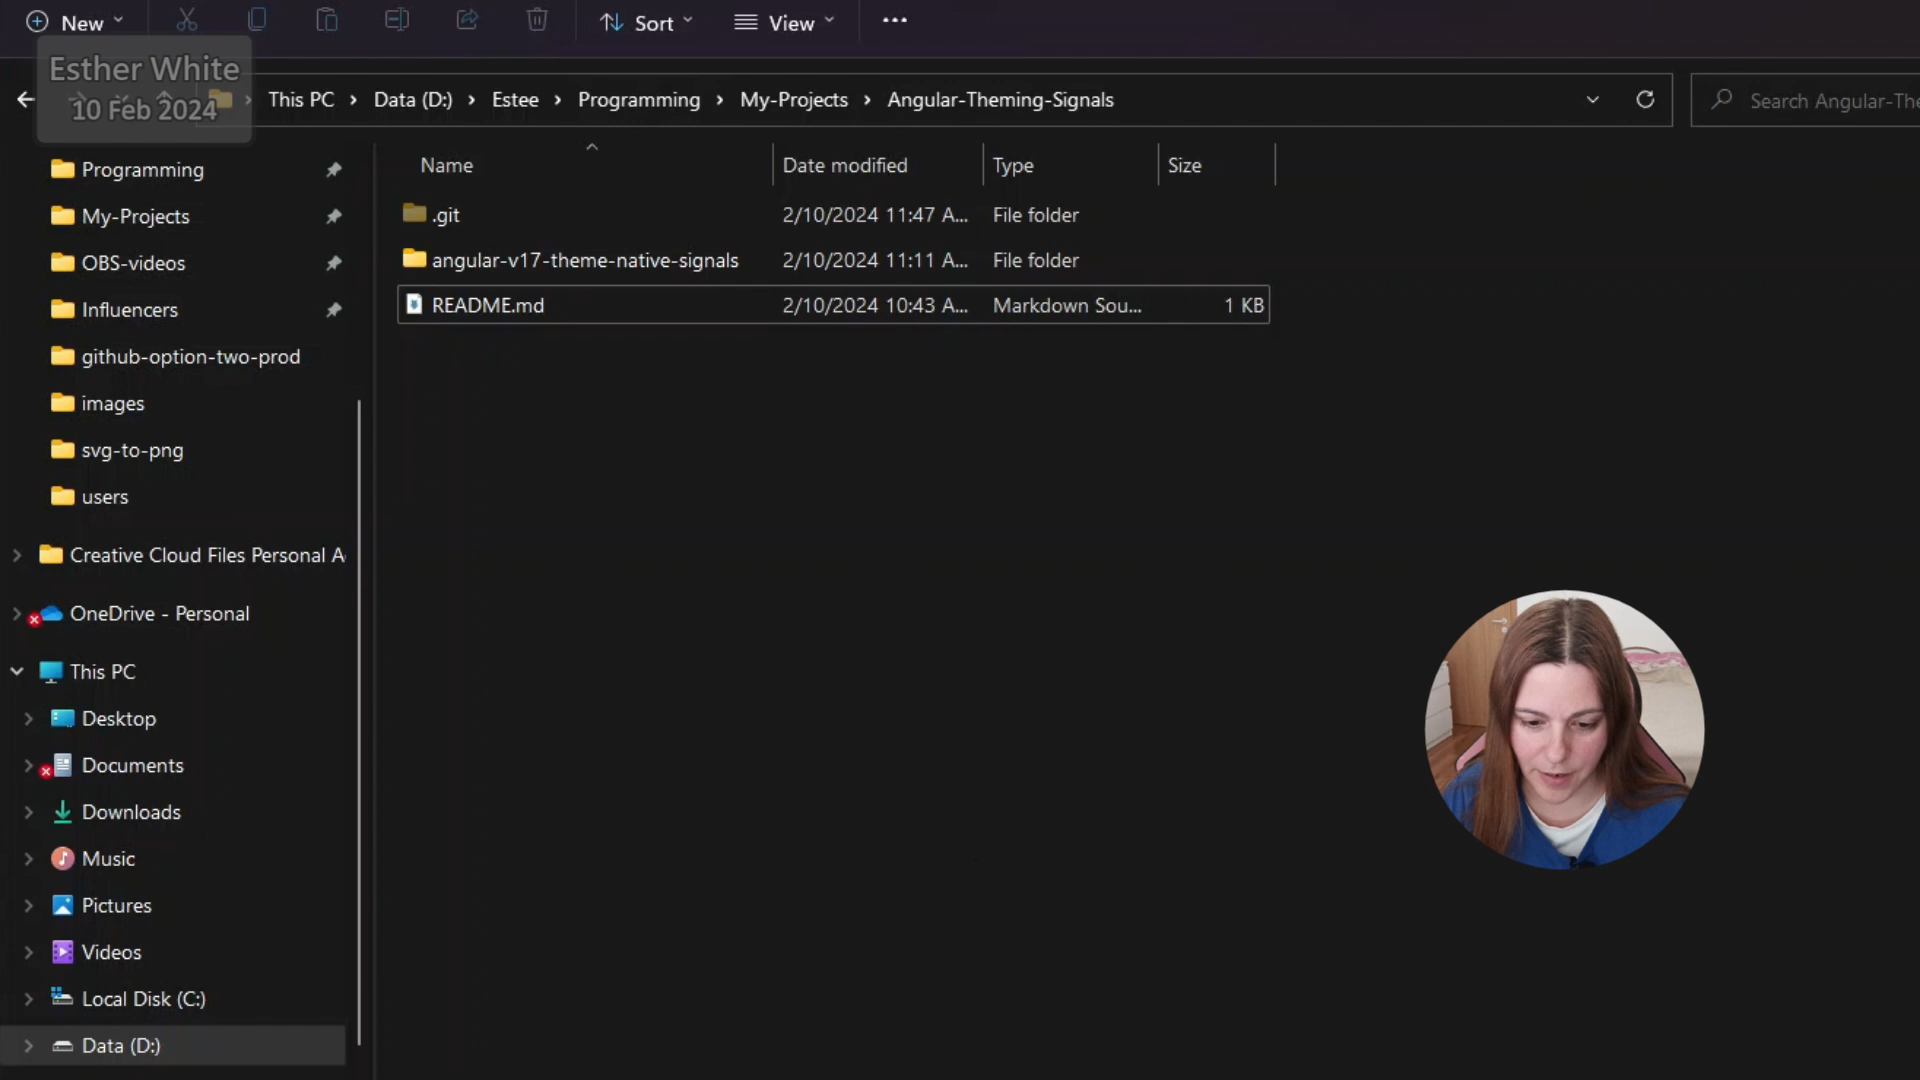 New
Sort
View
Esther White
10 Feb 2024
This PC > Data (D:) > Estee > Programming > My-Projects > Angular-Theming-Signals
Search Angular-The
Programming
My-Projects
OBS-videos
Influencers
github-option-two-prod
images
svg-to-png
users
Creative Cloud Files Personal A
OneDrive - Personal
This PC
Desktop
Documents
Downloads
Music
Pictures
Videos
Local Disk (C:)
Data (D:)
Name Date modified Type Size
.git 2/10/2024 11:47 A... File folder
angular-v17-theme-native-signals 2/10/2024 11:11 A... File folder
README.md 2/10/2024 10:43 A... Markdown Sou... 1 KB